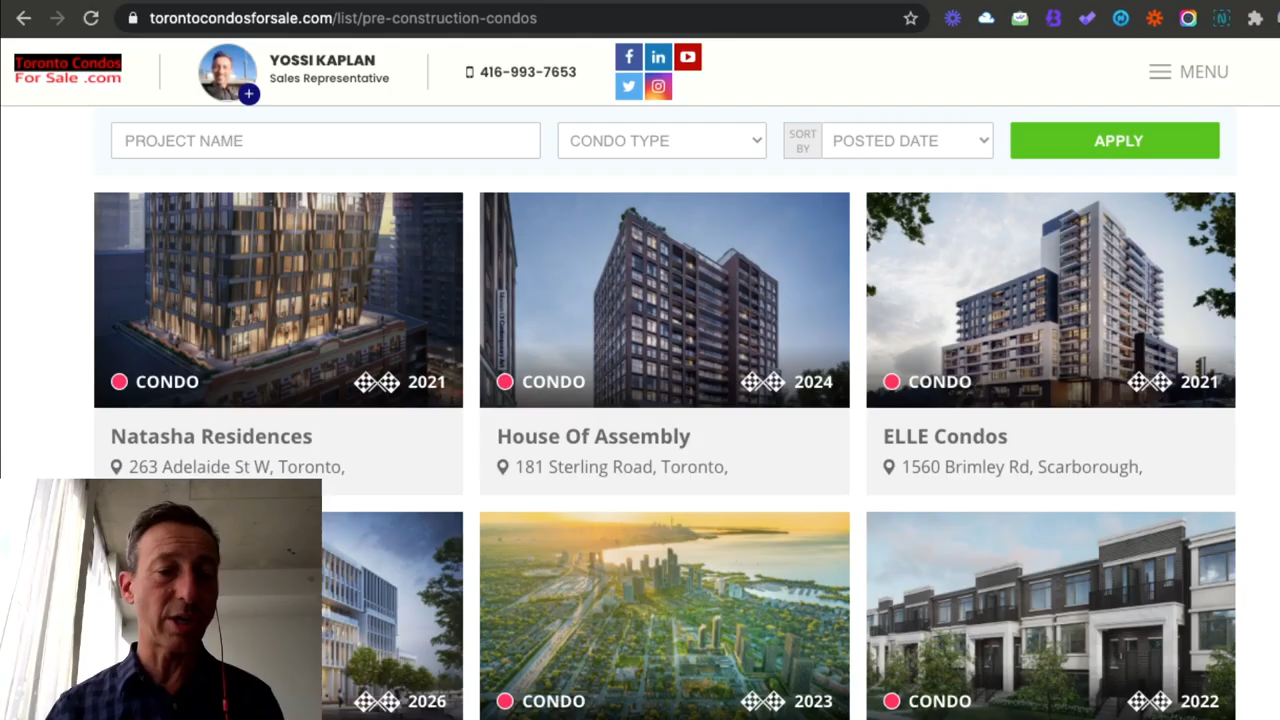 torontocondosforsale.com/list/pre-construction-condos
Toronto Condos
For Sale .com
YOSSI KAPLAN
Sales Representative
416-993-7653
MENU
PROJECT NAME
CONDO TYPE
SORT BY
POSTED DATE
APPLY
CONDO 2021
CONDO 2024
CONDO 2021
Natasha Residences
263 Adelaide St W, Toronto,
House Of Assembly
181 Sterling Road, Toronto,
ELLE Condos
1560 Brimley Rd, Scarborough,
2026
CONDO 2023
CONDO 2022